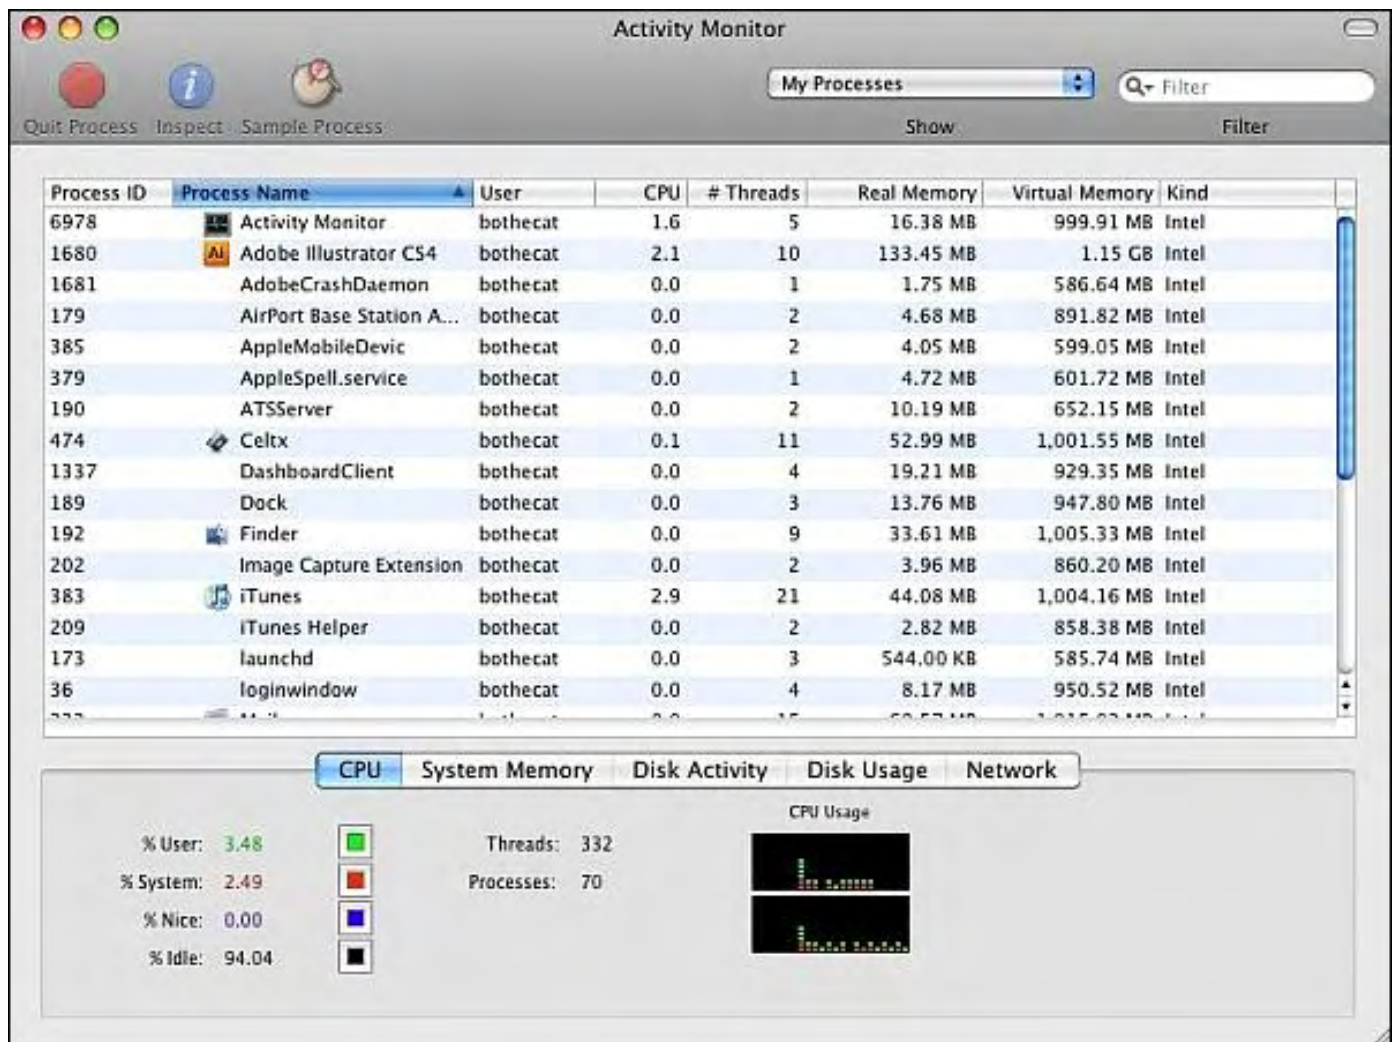 Activity Monitor
Quit Process Inspect Sample Process
My Processes
Show
Filter
Filter
Process ID Process Name User CPU # Threads Real Memory Virtual Memory Kind
6978 Activity Monitor bothecat 1.6 5 16.38 MB 999.91 MB Intel
1680 Ai Adobe Illustrator CS4 bothecat 2.1 10 133.45 MB 1.15 GB Intel
1681 AdobeCrashDaemon bothecat 0.0 1 1.75 MB 586.64 MB Intel
179 AirPort Base Station A... bothecat 0.0 2 4.68 MB 891.82 MB Intel
385 AppleMobileDevic bothecat 0.0 2 4.05 MB 599.05 MB Intel
379 AppleSpell.service bothecat 0.0 1 4.72 MB 601.72 MB Intel
190 ATSServer bothecat 0.0 2 10.19 MB 652.15 MB Intel
474 Celtx bothecat 0.1 11 52.99 MB 1,001.55 MB Intel
1337 DashboardClient bothecat 0.0 4 19.21 MB 929.35 MB Intel
189 Dock bothecat 0.0 3 13.76 MB 947.80 MB Intel
192 Finder bothecat 0.0 9 33.61 MB 1,005.33 MB Intel
202 Image Capture Extension bothecat 0.0 2 3.96 MB 860.20 MB Intel
383 iTunes bothecat 2.9 21 44.08 MB 1,004.16 MB Intel
209 iTunes Helper bothecat 0.0 2 2.82 MB 858.38 MB Intel
173 launchd bothecat 0.0 3 544.00 KB 585.74 MB Intel
36 loginwindow bothecat 0.0 4 8.17 MB 950.52 MB Intel
CPU System Memory Disk Activity Disk Usage Network
CPU Usage
% User: 3.48 Threads: 332
% System: 2.49 Processes: 70
% Nice: 0.00
% Idle: 94.04